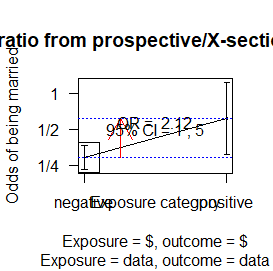 ratio from prospective/X-sectio
Odds of being married
1
1/2
1/4
OR = 2.12
95% CI = 1 , 5
negative
Exposure category
positive
Exposure = $, outcome = $
Exposure = data, outcome = data